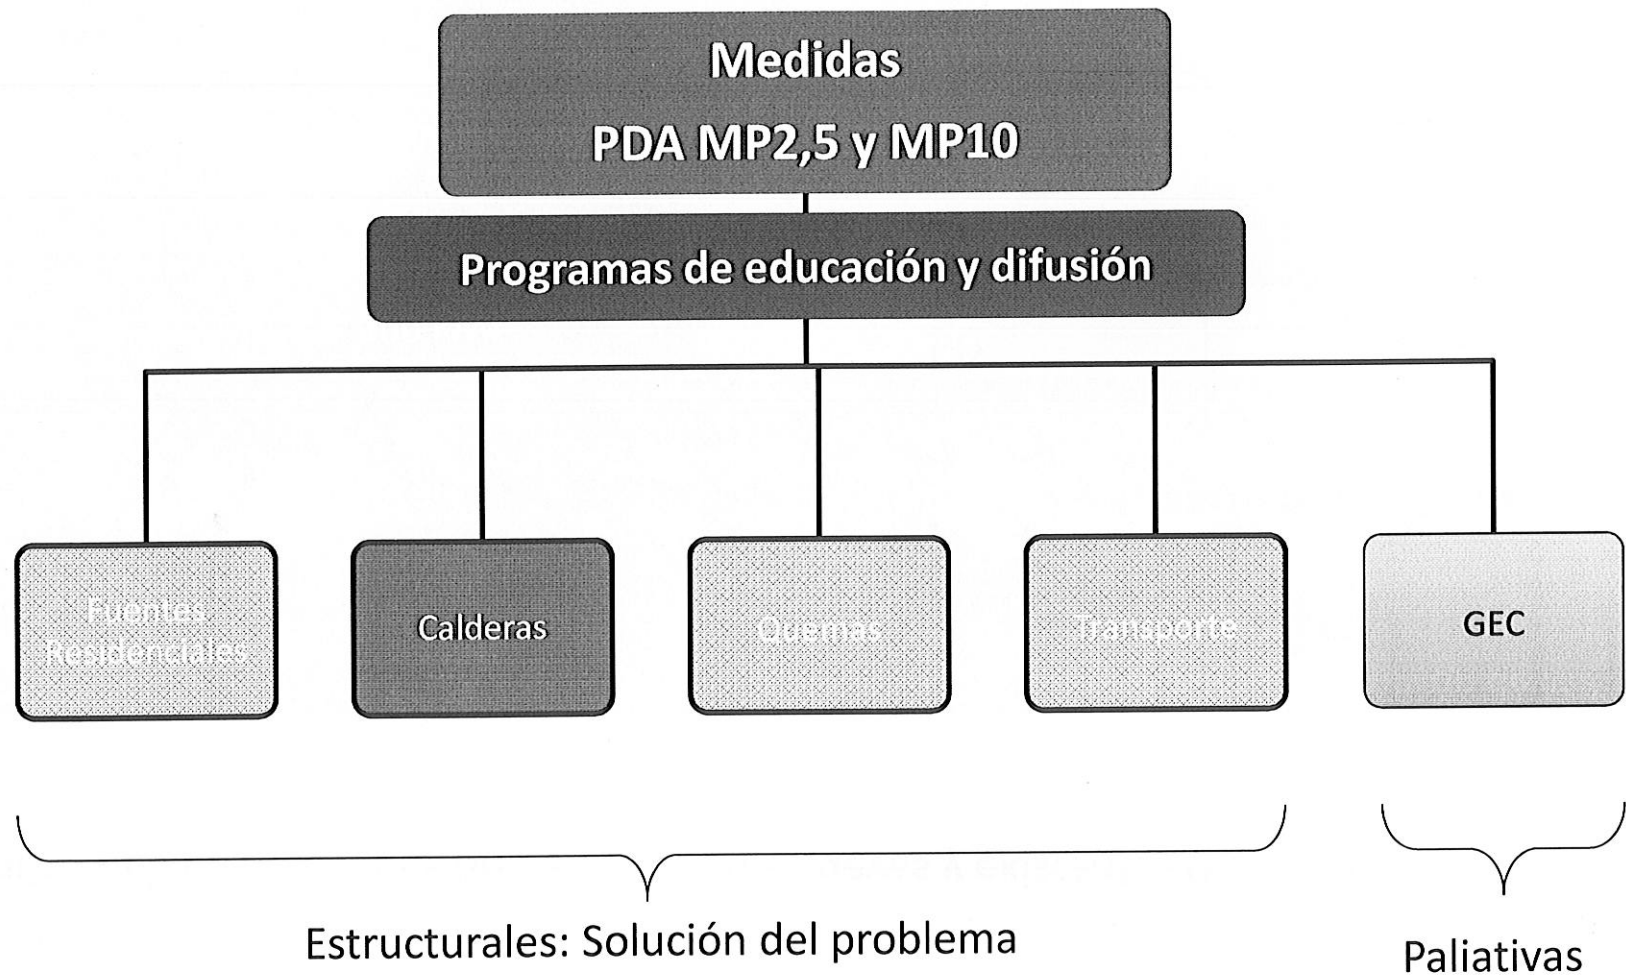 Medidas
PDA MP2,5 y MP10
Programas de educación y difusión
Fuentes
Residenciales
Calderas
Quemas
Transporte
GEC
Estructurales: Solución del problema
Paliativas